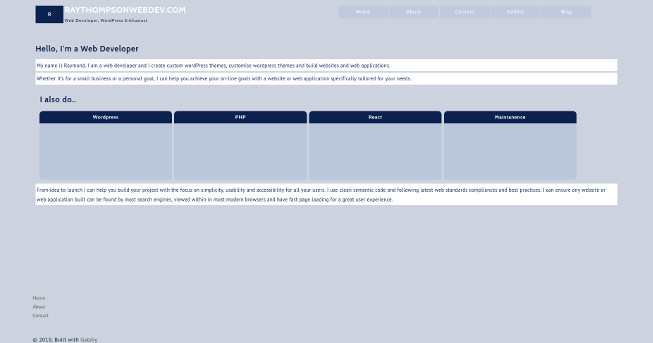 R
RAYTHOMPSONWEBDEV.COM
Web Developer, WordPress Enthusiast
Home About Contact Gallery Blog
Hello, I'm a Web Developer
My name is Raymond, I am a web developer and I create custom wordPress themes, customise wordpress themes and build websites and web applications.
Whether it's for a small business or a personal goal, I can help you achieve your on-line goals with a website or web application specifically tailored for your needs.
I also do..
Wordpress PHP React Maintanence
From idea to launch I can help you build your project with the focus on simplicity, usability and accessibility for all your users. I use clean semantic code and following latest web standards compliances and best practices. I can ensure any website or
web application built can be found by most search engines, viewed within in most modern browsers and have fast page loading for a great user experience.
Home
About
Contact
© 2019, Built with Gatsby